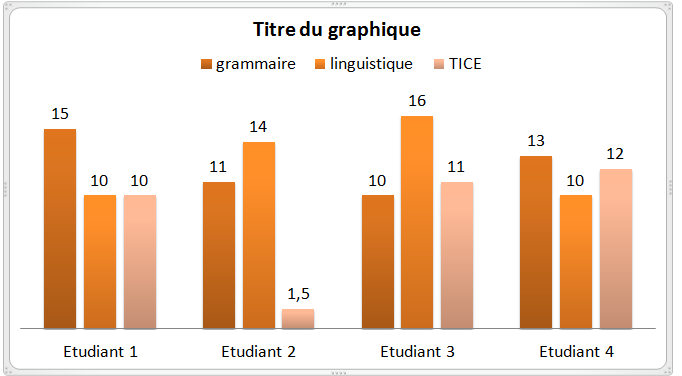 Titre du graphique
grammaire linguistique TICE
15 10 10 11 14 1,5 10 16 11 13 10 12
Etudiant 1 Etudiant 2 Etudiant 3 Etudiant 4